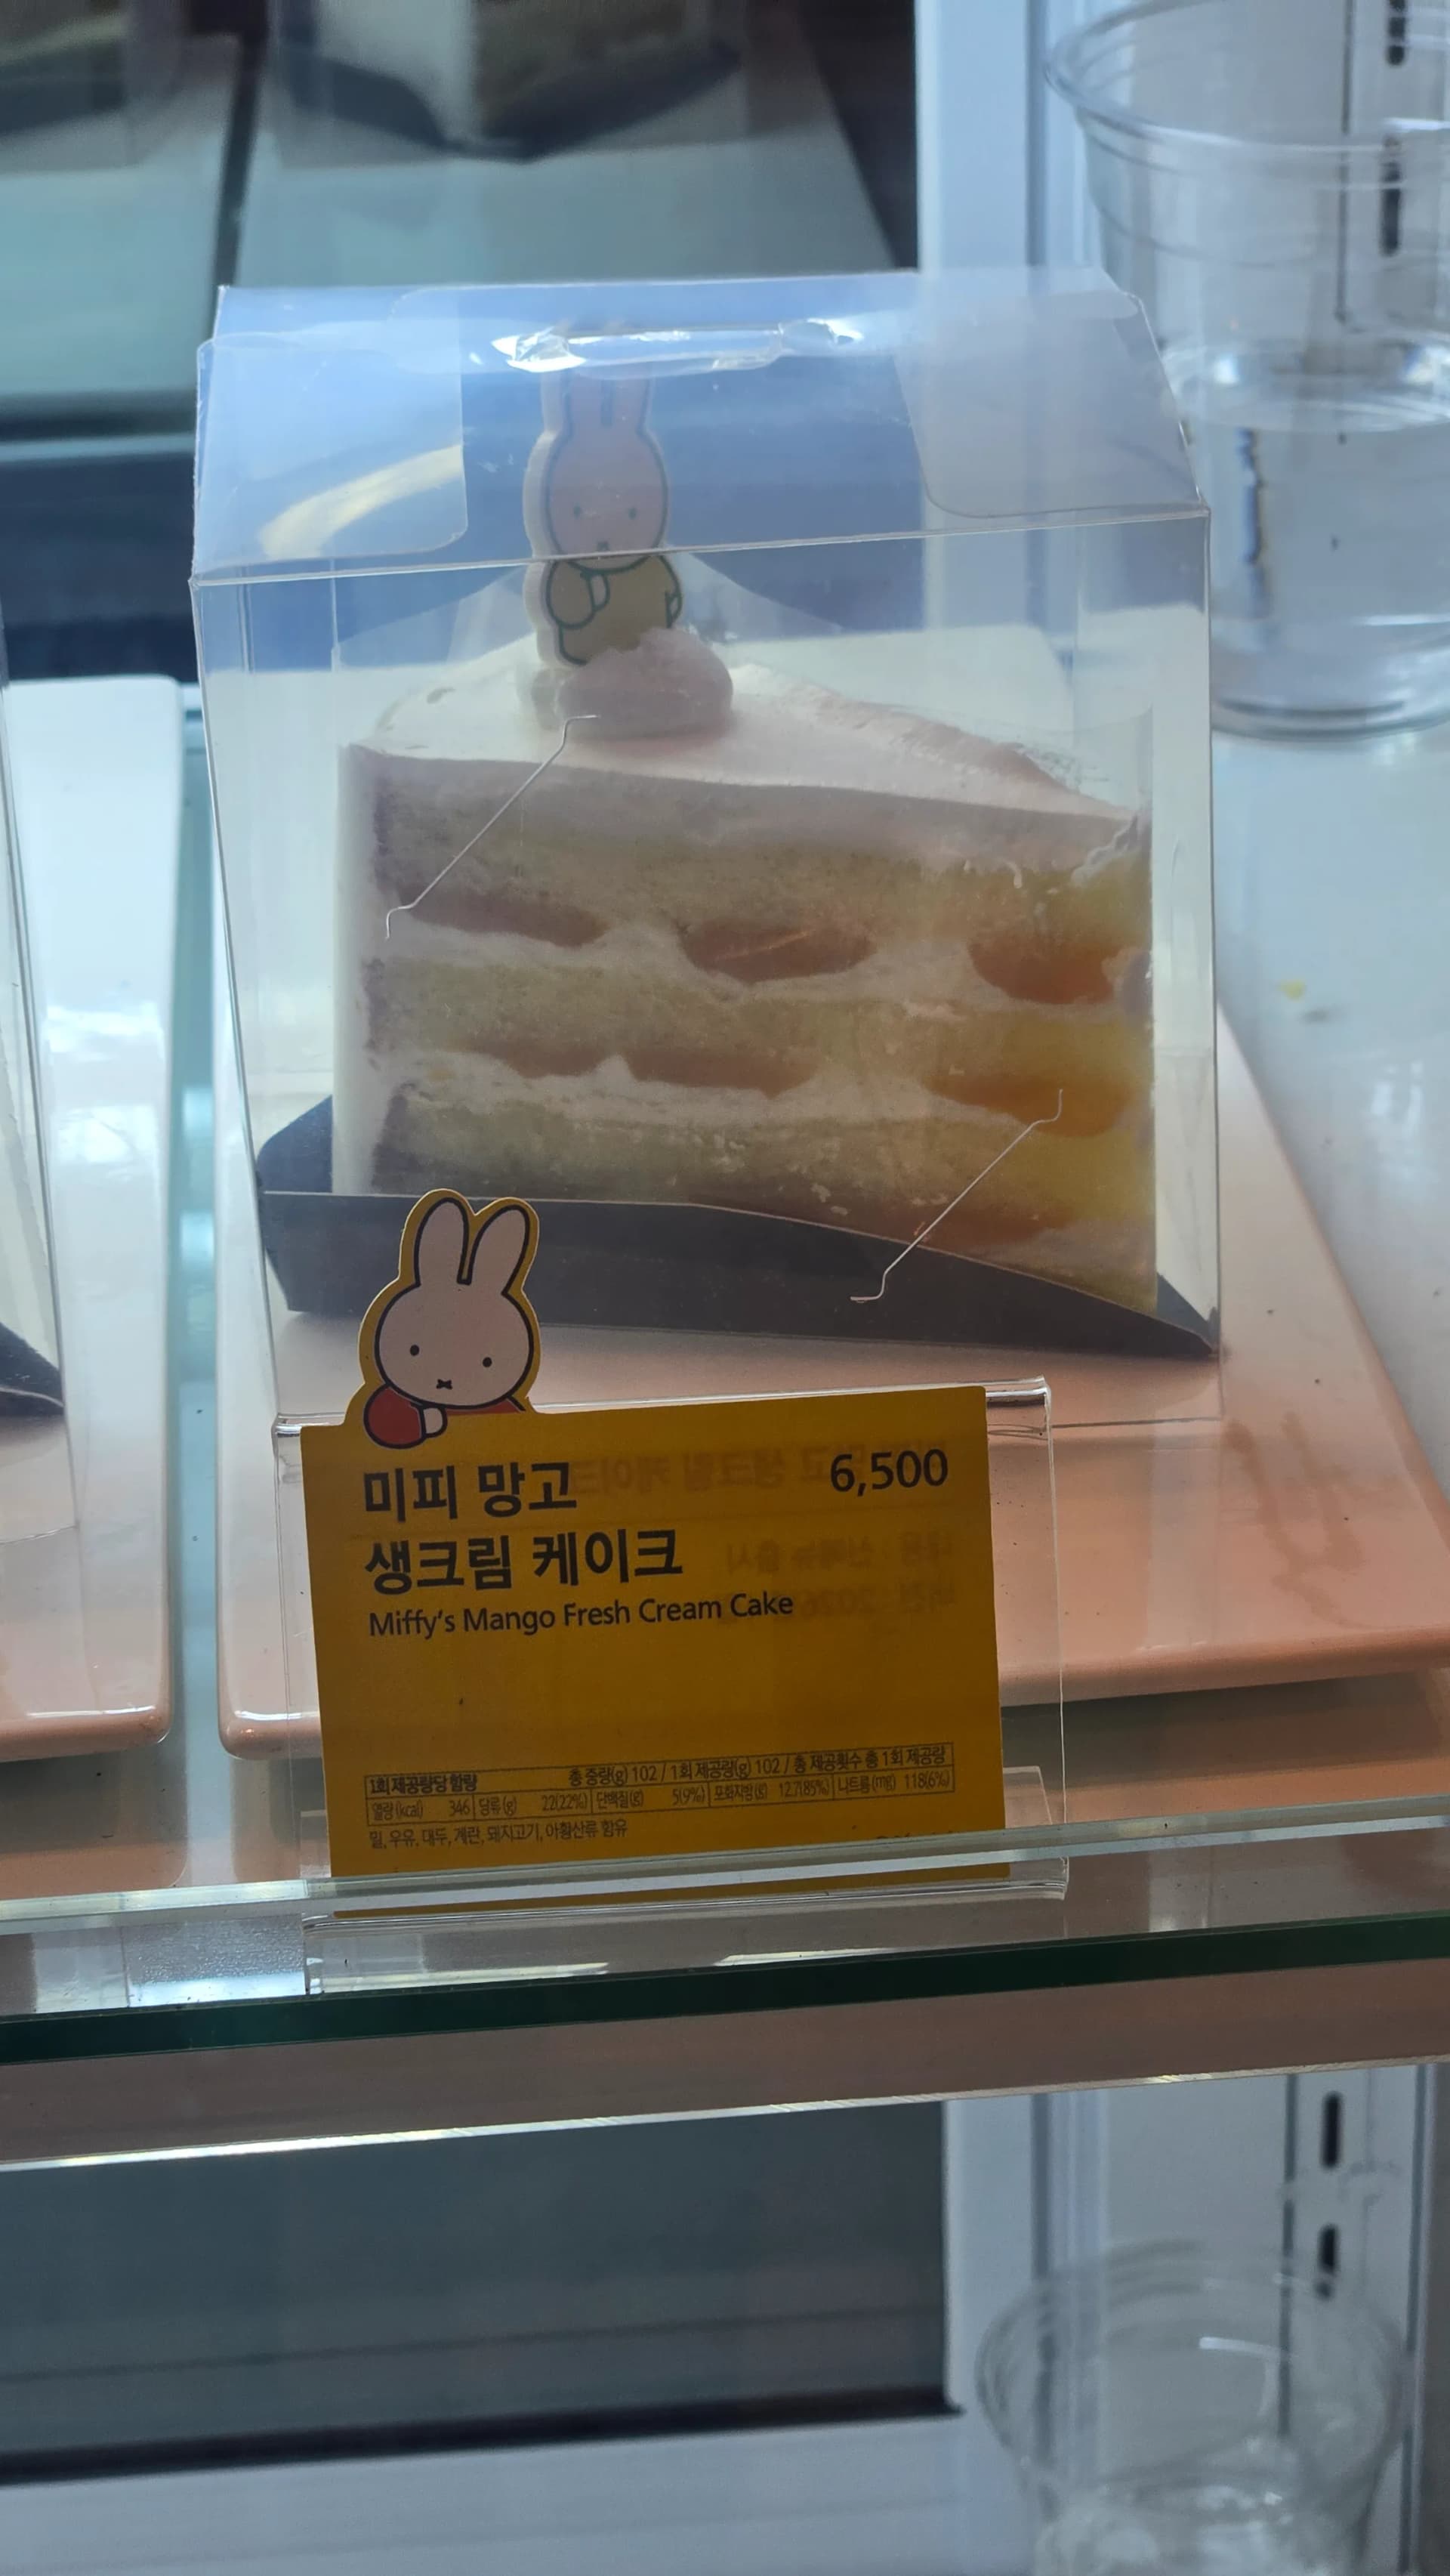 미피 망고 6,500
생크림 케이크
Miffy's Mango Fresh Cream Cake
1회 제공량당 함량 총 중량(g) 102 / 1회 제공량(g) 102 / 총 제공횟수 총 1회 제공량
열량(kcal) 346 당류(g) 22(22%) 단백질(g) 5(9%) 포화지방(g) 12.7(85%) 나트륨(mg) 118(6%)
밀, 우유, 대두, 계란, 돼지고기, 아황산류 함유